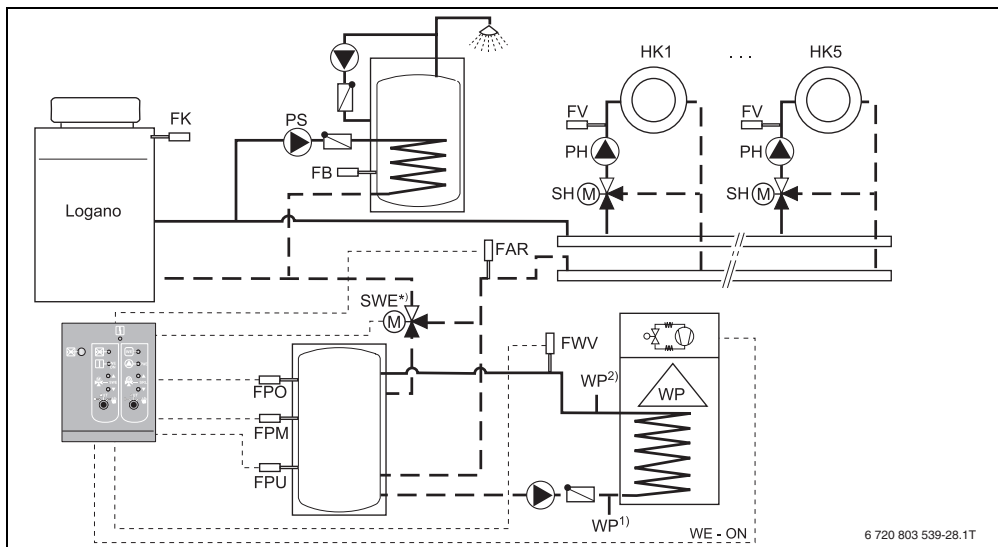 HK1
. . .
HK5
FK
PS
FV
FV
PH
PH
FB
Logano
SH
M
SH
M
FAR
SWE*)
M
FWV
WP2)
WP
FPO
FPM
FPU
WP1)
WE - ON
6 720 803 539-28.1T